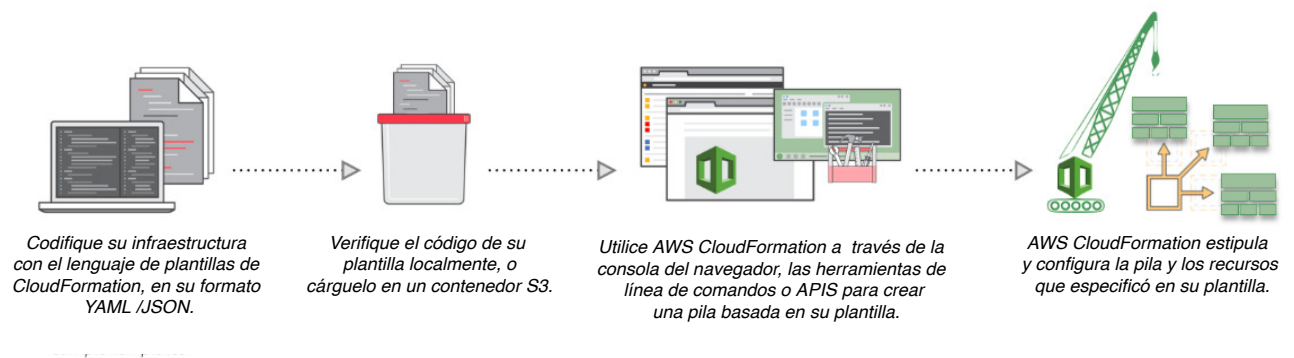 Codifique su infraestructura
con el lenguaje de plantillas de
CloudFormation, en su formato
YAML /JSON.
Verifique el código de su
plantilla localmente, o
cárguelo en un contenedor S3.
Utilice AWS CloudFormation a través de la
consola del navegador, las herramientas de
línea de comandos o APIS para crear
una pila basada en su plantilla.
AWS CloudFormation estipula
y configura la pila y los recursos
que especificó en su plantilla.